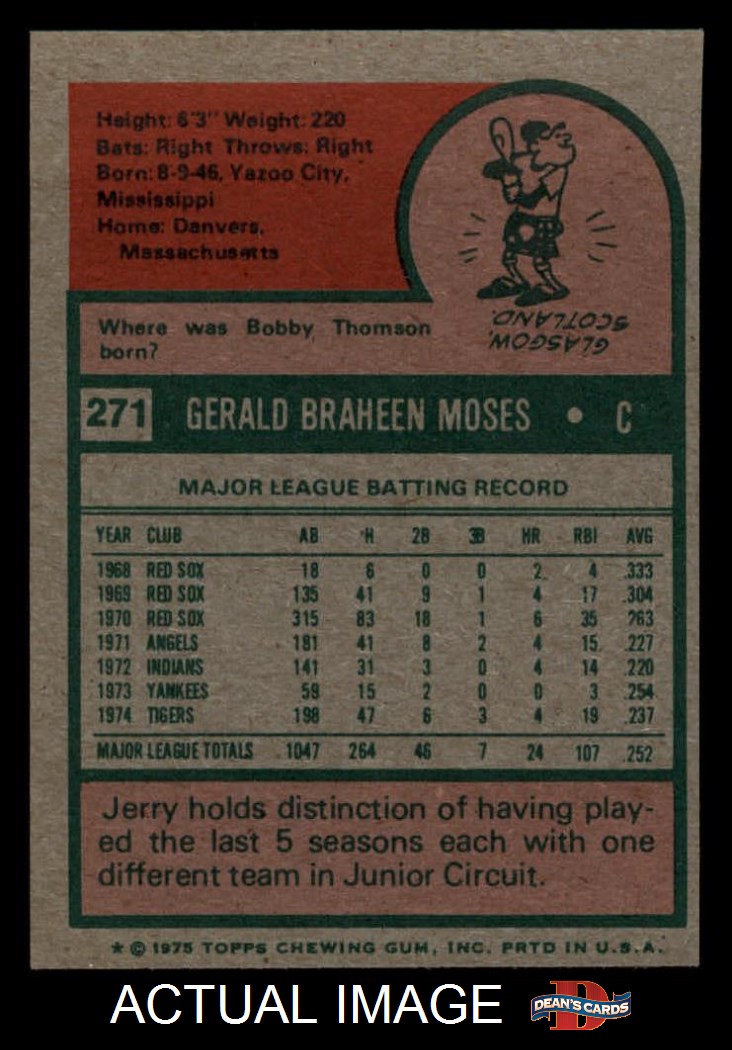 Height: 6'3" Weight: 220
Bats: Right Throws: Right
Born: 8-9-46, Yazoo City,
Mississippi
Home: Danvers,
Massachusetts
Where was Bobby Thomson
born?
GLASGOW,
SCOTLAND.
271 GERALD BRAHEEN MOSES • C
MAJOR LEAGUE BATTING RECORD
YEAR CLUB AB H 2B 3B HR RBI AVG
1968 RED SOX 18 6 0 0 2 4 .333
1969 RED SOX 135 41 9 1 4 17 .304
1970 RED SOX 315 83 18 1 6 35 .263
1971 ANGELS 181 41 8 2 4 15 .227
1972 INDIANS 141 31 3 0 4 14 .220
1973 YANKEES 59 15 2 0 0 3 .254
1974 TIGERS 198 47 6 3 4 19 .237
MAJOR LEAGUE TOTALS 1047 264 46 7 24 107 .252
Jerry holds distinction of having play-
ed the last 5 seasons each with one
different team in Junior Circuit.
* © 1975 TOPPS CHEWING GUM, INC. PRTD IN U.S.A.
ACTUAL IMAGE
D
DEAN'S CARDS